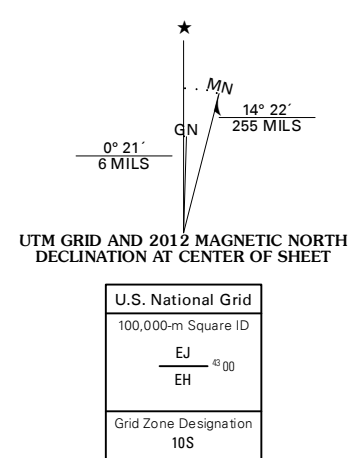 ★
MN
GN
14° 22´
255 MILS
0° 21´
6 MILS
UTM GRID AND 2012 MAGNETIC NORTH
DECLINATION AT CENTER OF SHEET
U.S. National Grid
100,000-m Square ID
EJ
43 00
EH
Grid Zone Designation
10S